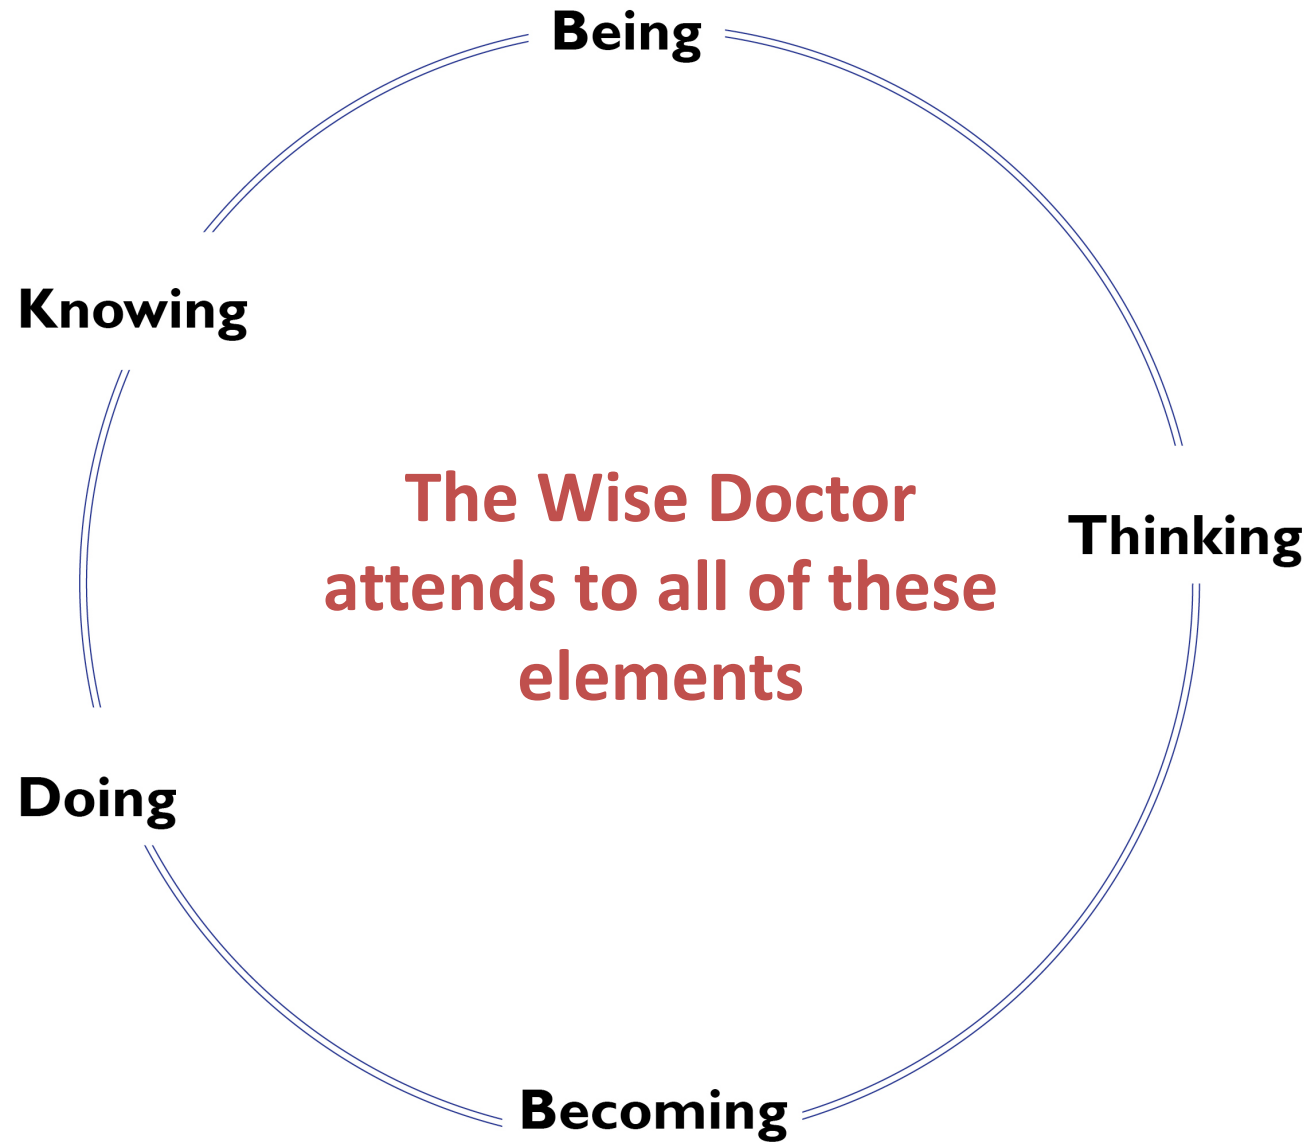 Being
Knowing
The Wise Doctor
attends to all of these
elements
Thinking
Doing
Becoming